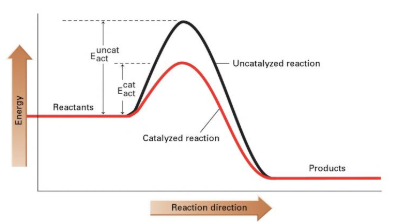 E uncat act
E cat act
Uncatalyzed reaction
Reactants
Catalyzed reaction
Products
Energy
Reaction direction